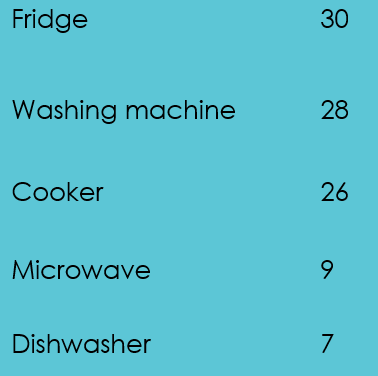 Fridge 30
Washing machine 28
Cooker 26
Microwave 9
Dishwasher 7